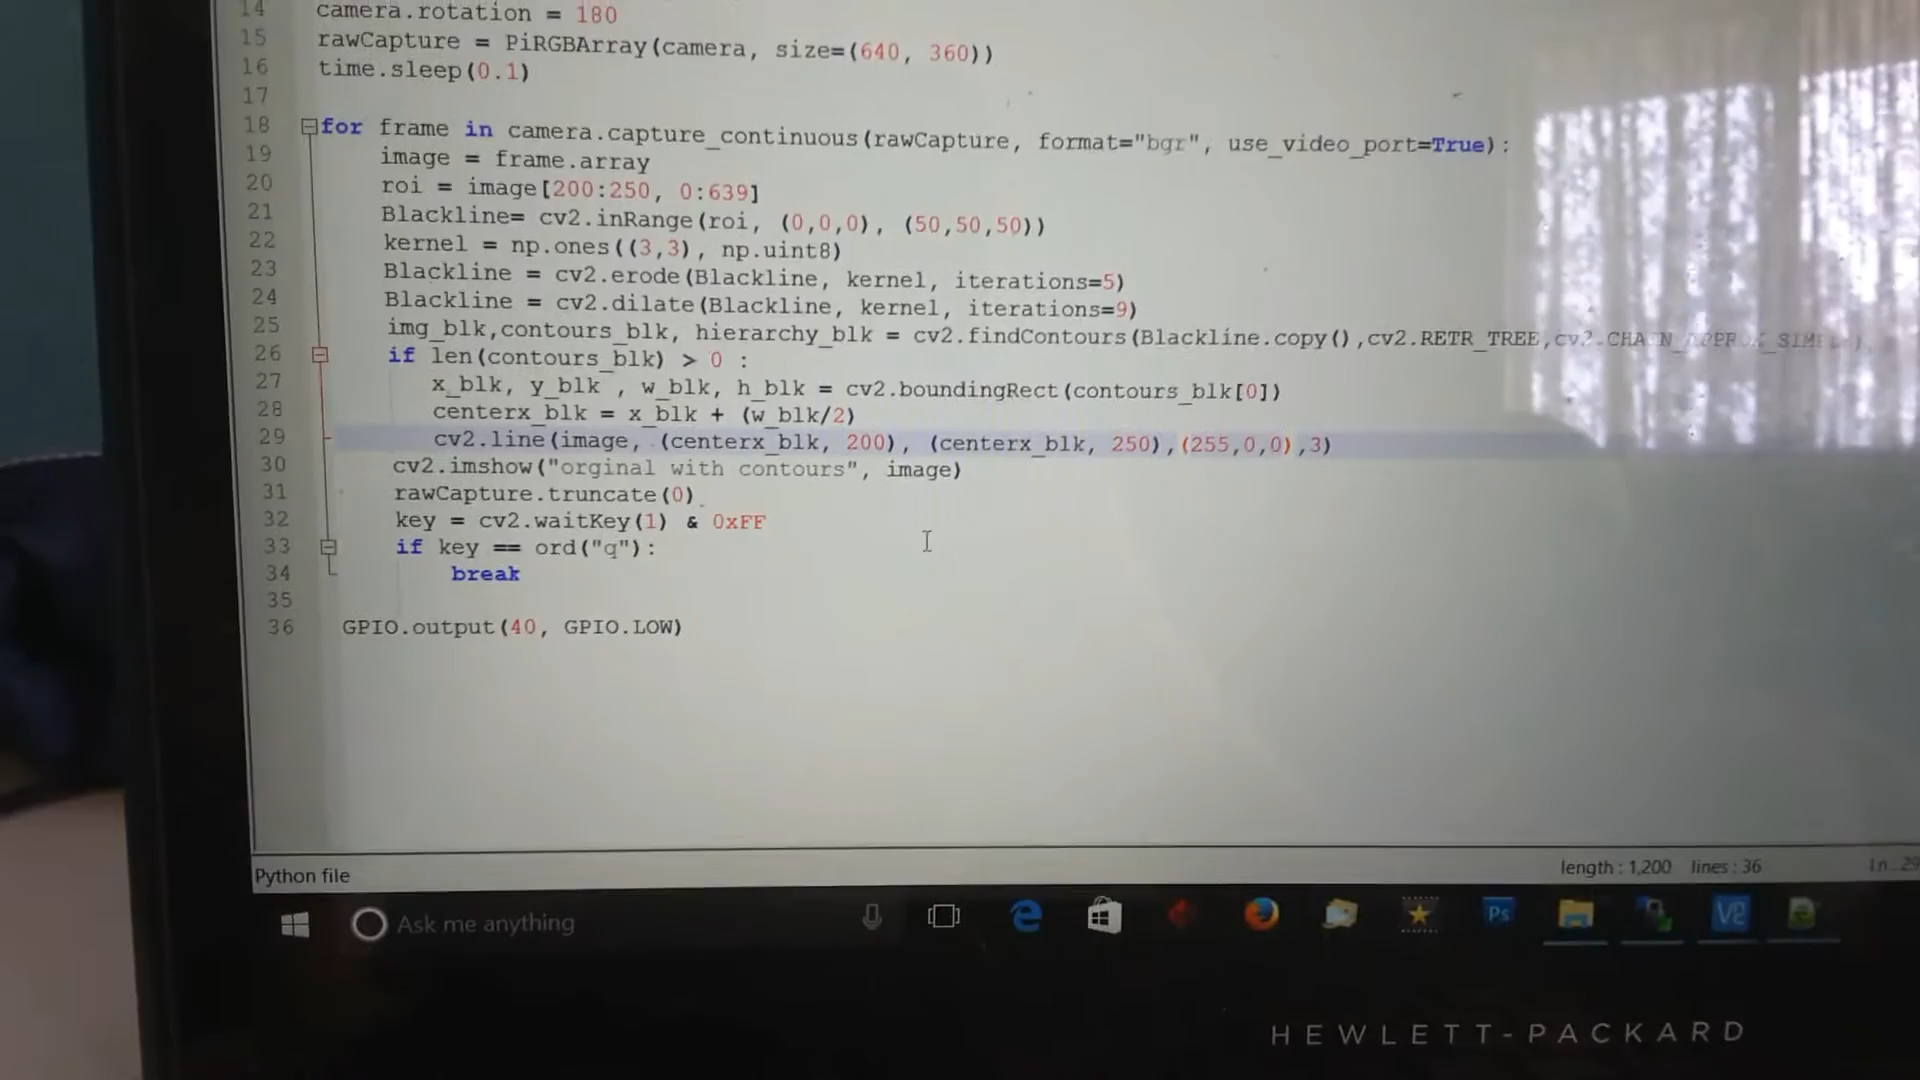 14 camera.rotation = 180
15 rawCapture = PiRGBArray(camera, size=(640, 360))
16 time.sleep(0.1)
17
18 for frame in camera.capture_continuous(rawCapture, format="bgr", use_video_port=True):
19 image = frame.array
20 roi = image[200:250, 0:639]
21 Blackline= cv2.inRange(roi, (0,0,0), (50,50,50))
22 kernel = np.ones((3,3), np.uint8)
23 Blackline = cv2.erode(Blackline, kernel, iterations=5)
24 Blackline = cv2.dilate(Blackline, kernel, iterations=9)
25 img_blk,contours_blk, hierarchy_blk = cv2.findContours(Blackline.copy(),cv2.RETR_TREE,
26 if len(contours_blk) > 0 :
27 x_blk, y_blk , w_blk, h_blk = cv2.boundingRect(contours_blk[0])
28 centerx_blk = x_blk + (w_blk/2)
29 cv2.line(image, (centerx_blk, 200), (centerx_blk, 250),(255,0,0),3)
30 cv2.imshow("orginal with contours", image)
31 rawCapture.truncate(0)
32 key = cv2.waitKey(1) & 0xFF
33 if key == ord("q"):
34 break
35
36 GPIO.output(40, GPIO.LOW)
Python file length : 1,200 lines : 36 Ln : 29
Ask me anything Ps V2
HEWLETT-PACKARD